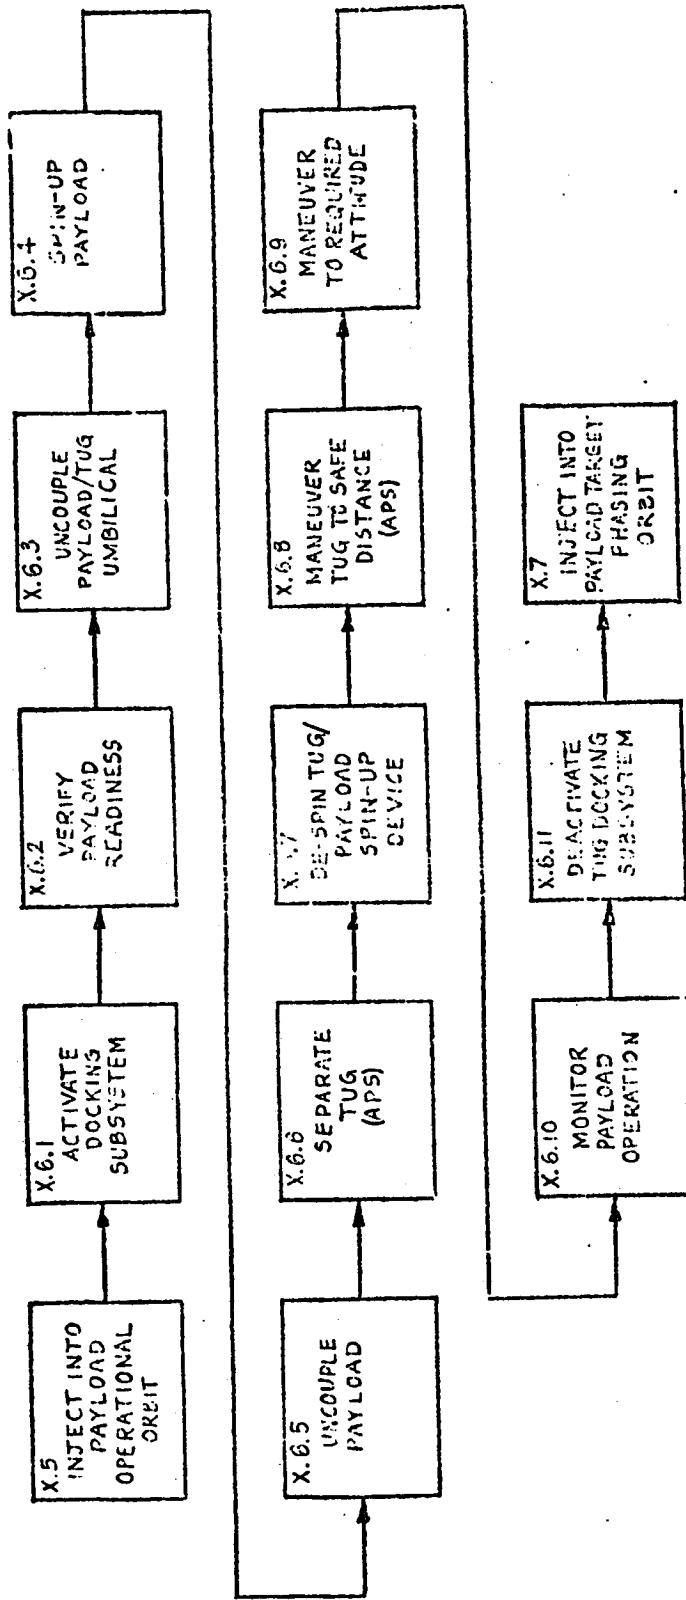 X.5
INJECT INTO
PAYLOAD
OPERATIONAL
ORBIT
X.6.1
ACTIVATE
DOCKING
SUBSYSTEM
X.6.2
VERIFY
PAYLOAD
READINESS
X.6.3
UNCOUPLE
PAYLOAD/TUG
UMBILICAL
X.6.4
SPIN-UP
PAYLOAD
X.6.5
UNCOUPLE
PAYLOAD
X.6.6
SEPARATE
TUG
(APS)
DE-SPIN TUG/
PAYLOAD
SPIN-UP
DEVICE
X.6.8
MANEUVER
TUG TO SAFE
DISTANCE
(APS)
X.6.9
MANEUVER
TO REQUIRED
ATTITUDE
X.6.10
MONITOR
PAYLOAD
OPERATION
X.6.11
DEACTIVATE
TUG DOCKING
SUBSYSTEM
X.7
INJECT INTO
PAYLOAD TARGET
PHASING
ORBIT